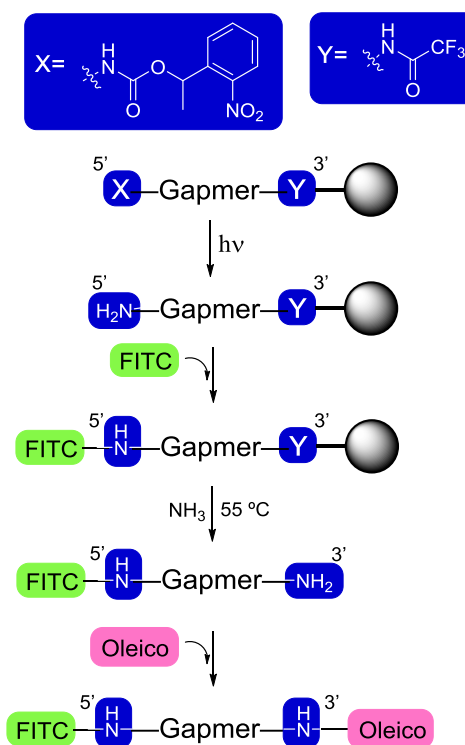 X= H N O O NO₂
Y= H N CF₃ O
5' 3'
X Gapmer Y
hν
5' 3'
H₂N Gapmer Y
FITC
5' 3'
FITC H N Gapmer Y
NH₃ 55 ºC
5' 3'
FITC H N Gapmer NH₂
Oleico
5' 3'
FITC H N Gapmer H N Oleico